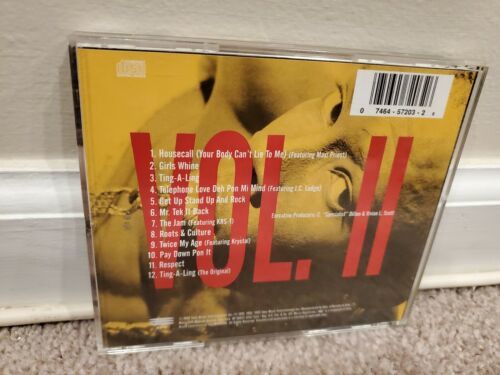 VOL. II
1. Housecall (Your Body Can't Lie To Me) (Featuring Maxi Priest)
2. Girls Whine
3. Ting-A-Ling
4. Telephone Love Deh Pon Mi Mind (Featuring J.C. Lodge)
5. Get Up Stand Up And Rock
6. Mr. Tek It Back
7. The Jam (Featuring KRS-1)
8. Roots & Culture
9. Twice My Age (Featuring Krystal)
10. Pay Down Pon It
11. Respect
12. Ting-A-Ling (The Original)
Executive Producers: C. "Specialist" Dillon & Vivian L. Scott
0 7464-57203-2 4